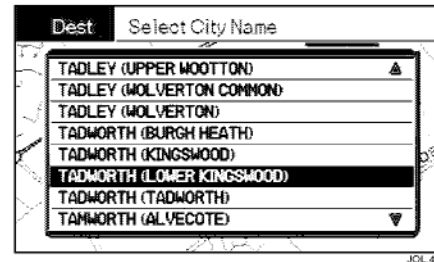 Dest Select City Name
TADLEY (UPPER WOOTTON)
TADLEY (WOLVERTON COMMON)
TADLEY (WOLVERTON)
TADWORTH (BURGH HEATH)
TADWORTH (KINGSWOOD)
TADWORTH (LOWER KINGSWOOD)
TADWORTH (TADWORTH)
TAMWORTH (ALVECOTE)